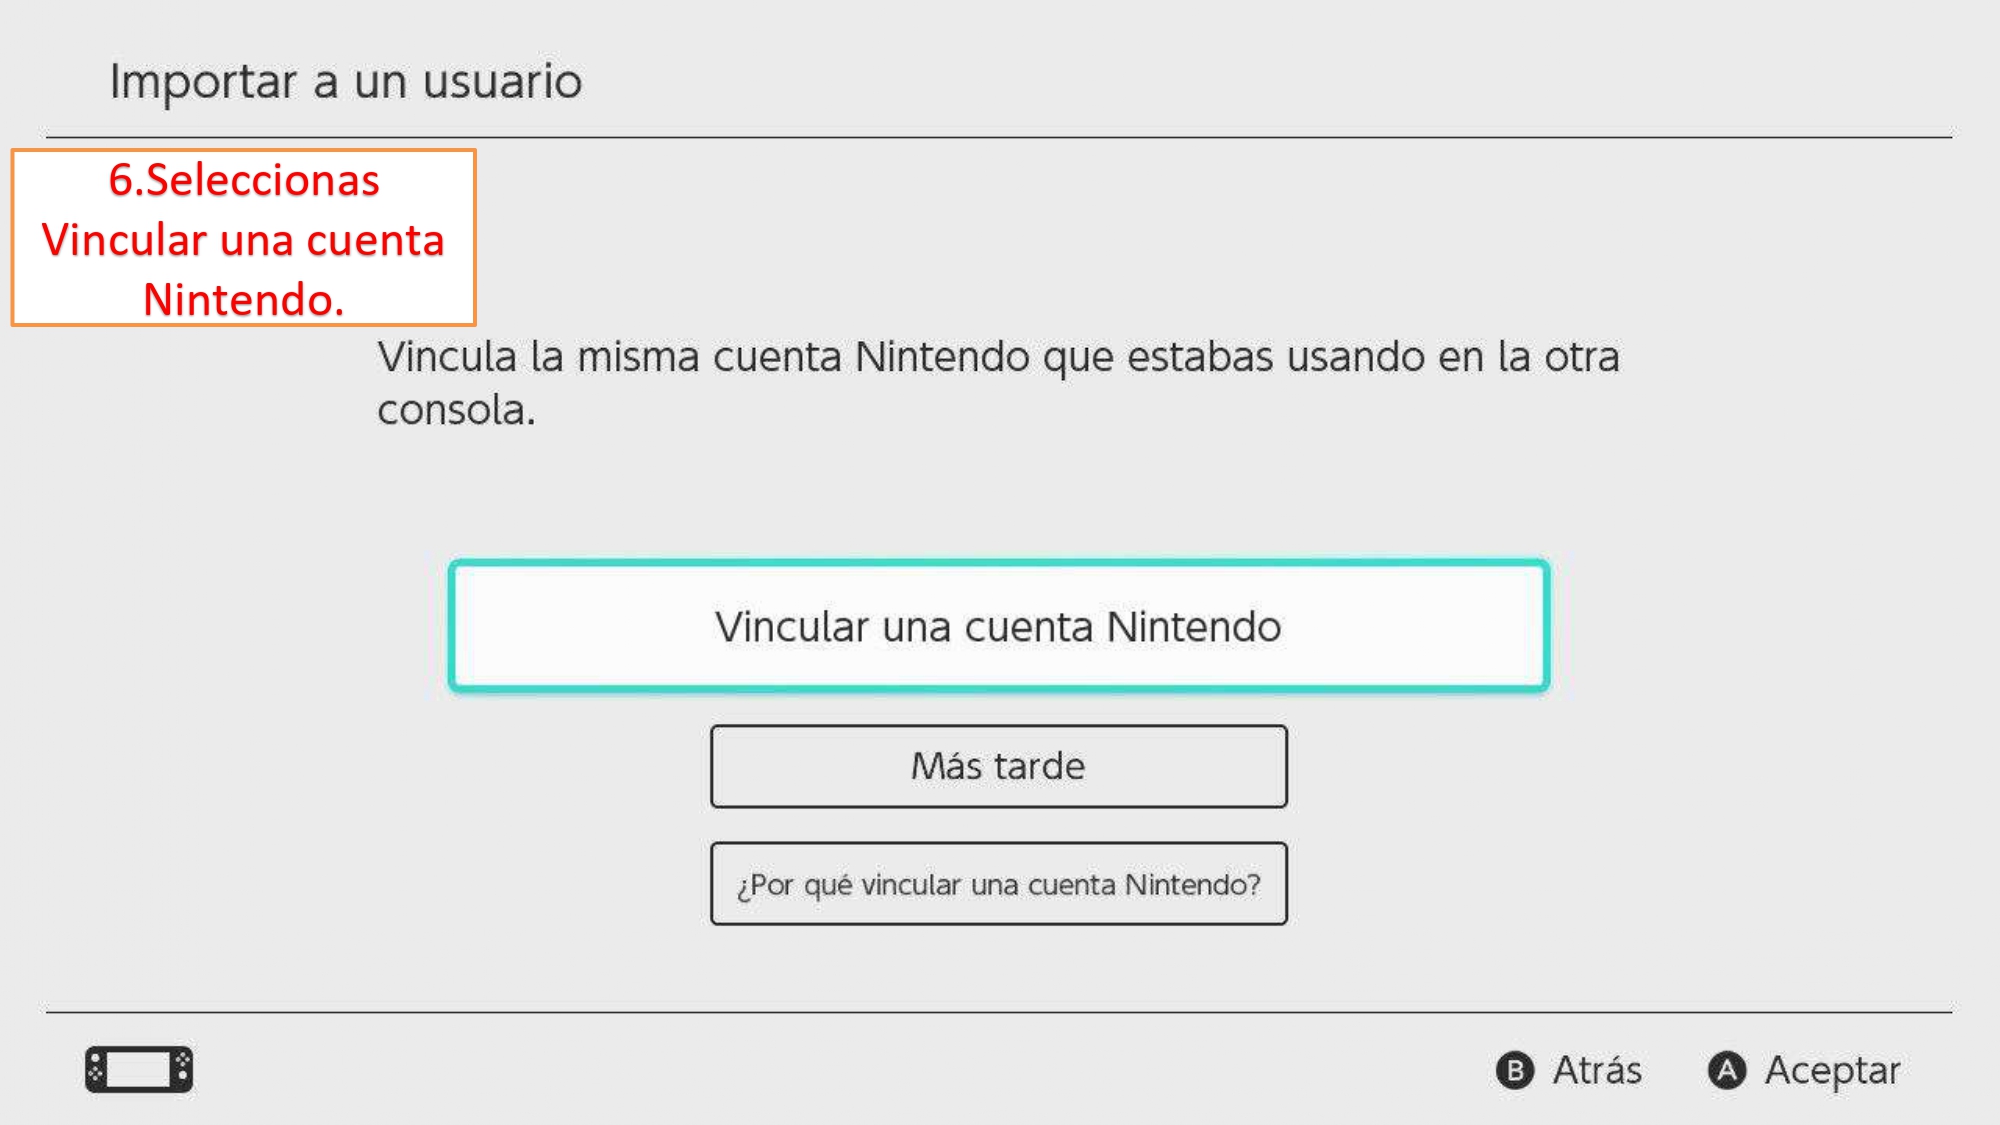 Importar a un usuario
6.Seleccionas
Vincular una cuenta
Nintendo.
Vincula la misma cuenta Nintendo que estabas usando en la otra
consola.
Vincular una cuenta Nintendo
Más tarde
¿Por qué vincular una cuenta Nintendo?
B Atrás A Aceptar